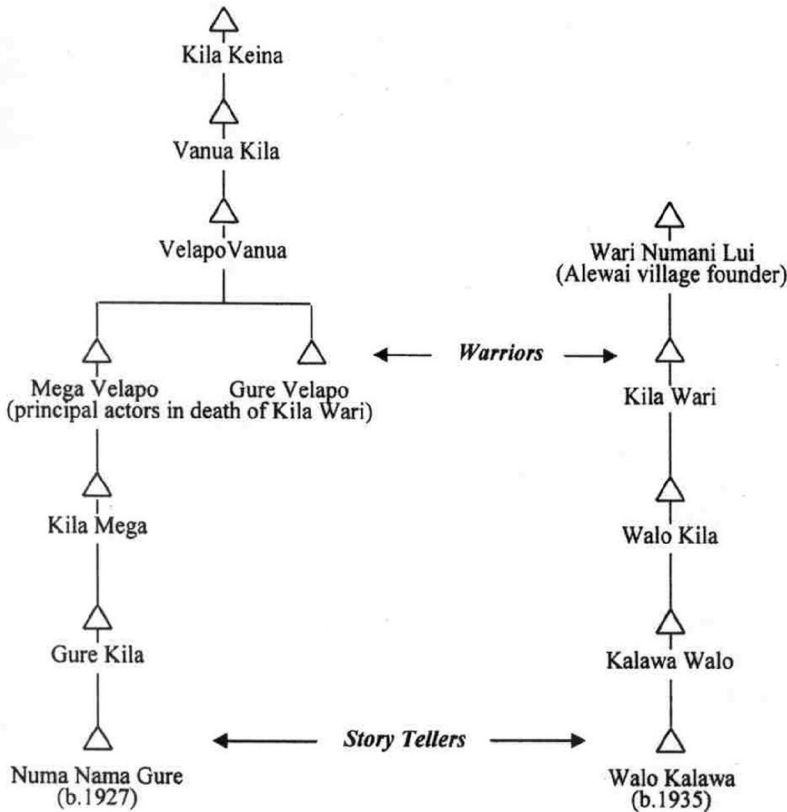 Kila Keina
Vanua Kila
VelapoVanua
Wari Numani Lui
(Alewai village founder)
Mega Velapo
Gure Velapo
(principal actors in death of Kila Wari)
Warriors
Kila Wari
Kila Mega
Walo Kila
Gure Kila
Kalawa Walo
Numa Nama Gure
(b.1927)
Story Tellers
Walo Kalawa
(b.1935)